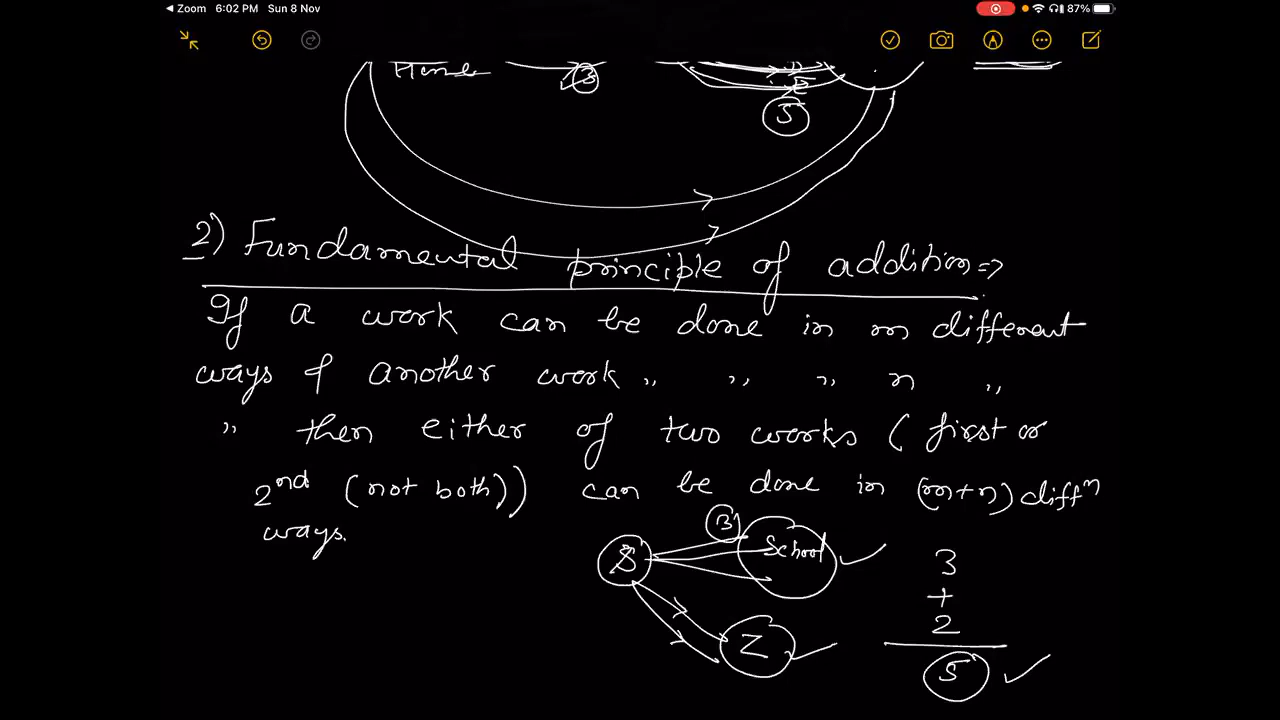 Zoom 6:02 PM Sun 8 Nov 87%
Home 3
5
2) Fundamental principle of addition ⇒
If a work can be done in m different
ways & another work " " " n "
" then either of two works (first or
2nd (not both)) can be done in (m+n) diffn
ways.
3 School 3
S +
2
Z 5